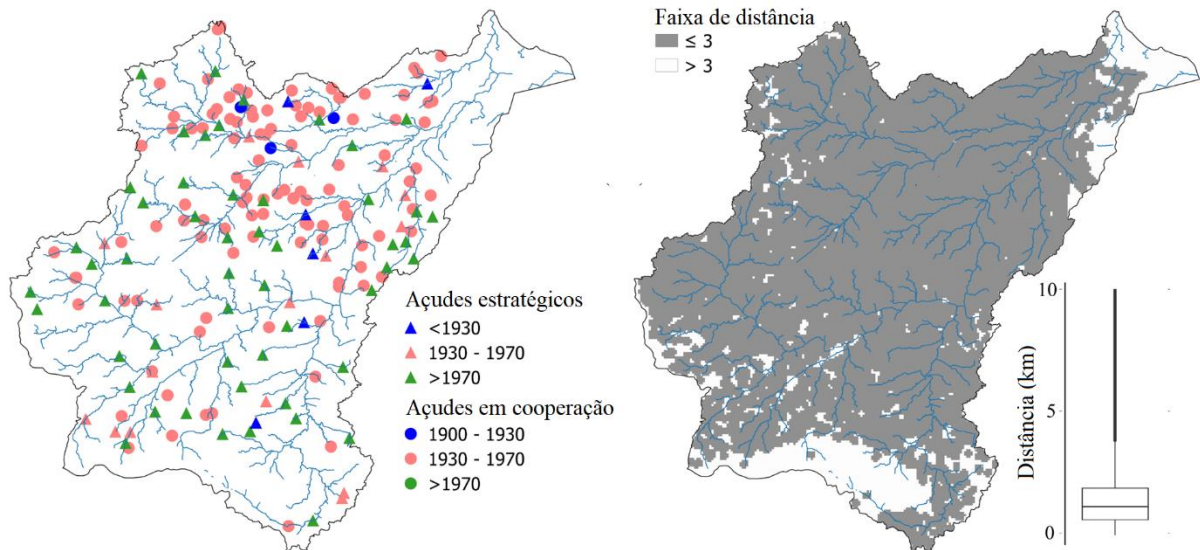 Açudes estratégicos
<1930
1930 - 1970
>1970
Açudes em cooperação
1900 - 1930
1930 - 1970
>1970
Faixa de distância
≤ 3
> 3
Distância (km)
10
5
0